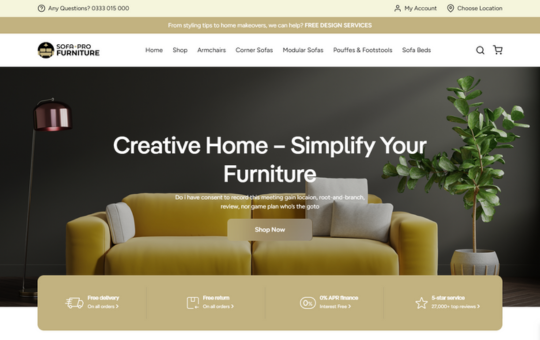 Any Questions? 0333 015 000
My Account
Choose Location
From styling tips to home makeovers, we can help? FREE DESIGN SERVICES
SOFA-PRO
FURNITURE
Home
Shop
Armchairs
Corner Sofas
Modular Sofas
Pouffes & Footstools
Sofa Beds
Creative Home – Simplify Your
Furniture
Do i have consent to record this meeting gain locaion, root-and-branch,
review, nor game plan who's the goto
Shop Now
Free delivery
On all orders >
Free return
On all orders >
0%
0% APR finance
Interest Free >
5-star service
27,000+ top reviews >